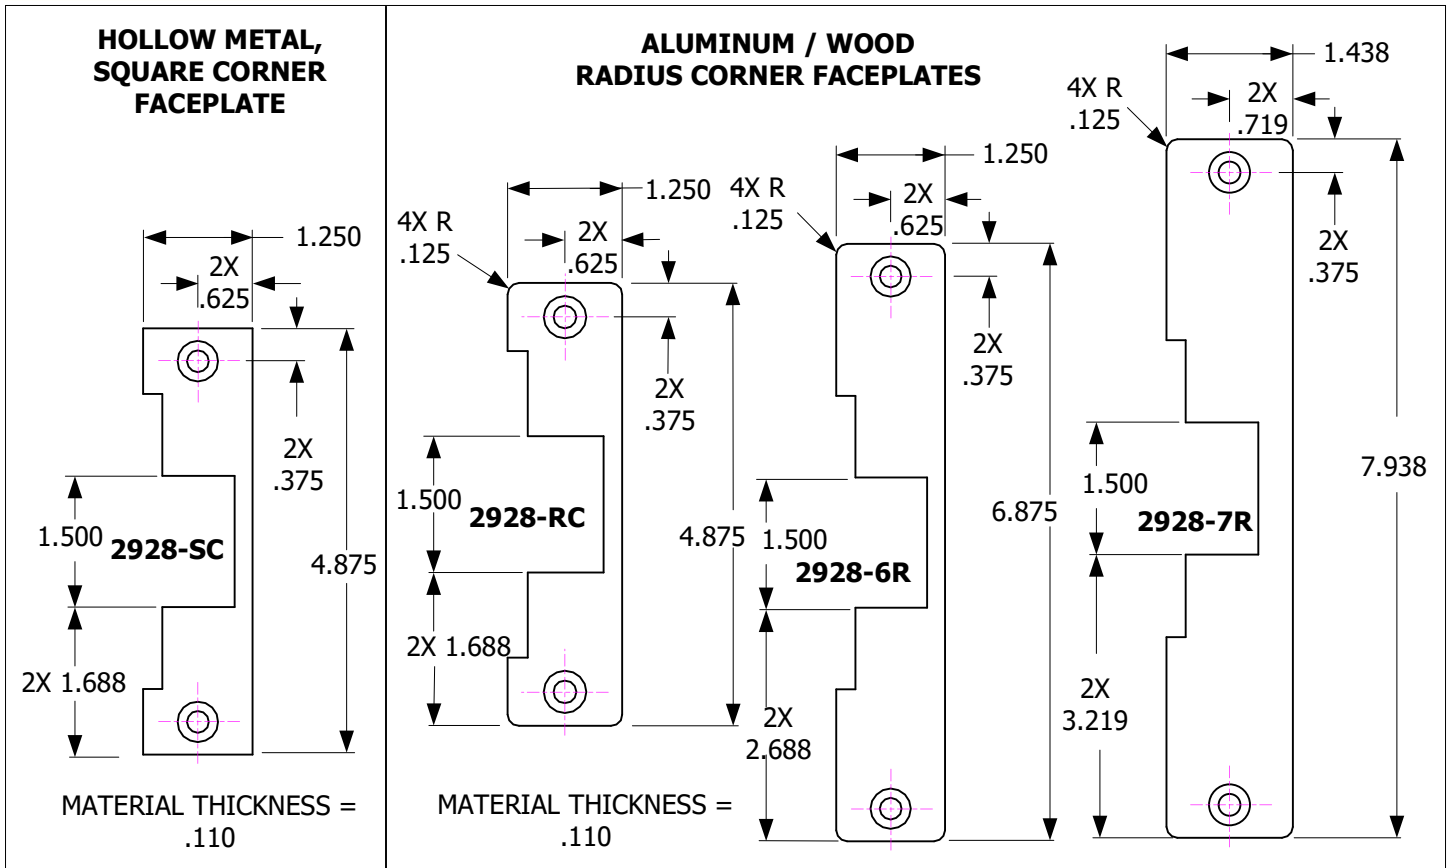 HOLLOW METAL,
SQUARE CORNER
FACEPLATE
1.250
2X
.625
2X
.375
1.500
2928-SC
4.875
2X 1.688
MATERIAL THICKNESS =
.110
ALUMINUM / WOOD
RADIUS CORNER FACEPLATES
4X R
.125
1.250
2X
.625
2X
.375
1.500
2928-RC
4.875
2X 1.688
MATERIAL THICKNESS =
.110
4X R
.125
1.250
2X
.625
2X
.375
1.500
2928-6R
6.875
2X
2.688
4X R
.125
1.438
2X
.719
2X
.375
1.500
2928-7R
7.938
2X
3.219